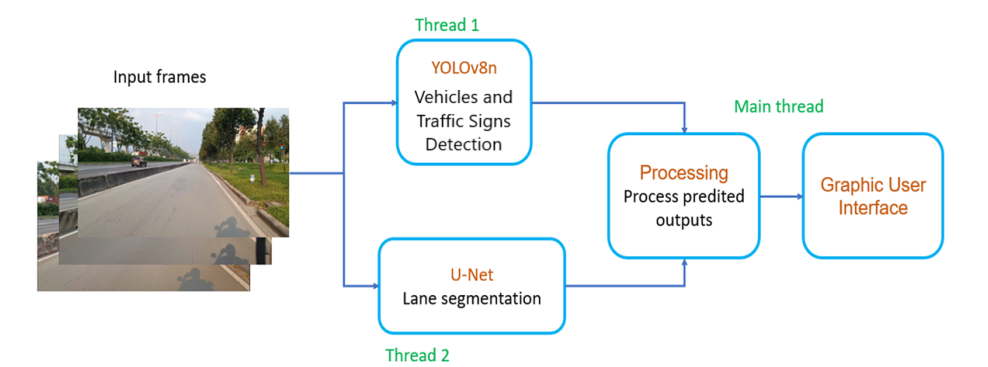 Thread 1
Input frames
YOLOv8n
Vehicles and
Traffic Signs
Detection
Main thread
Processing
Process predited
outputs
Graphic User
Interface
U-Net
Lane segmentation
Thread 2